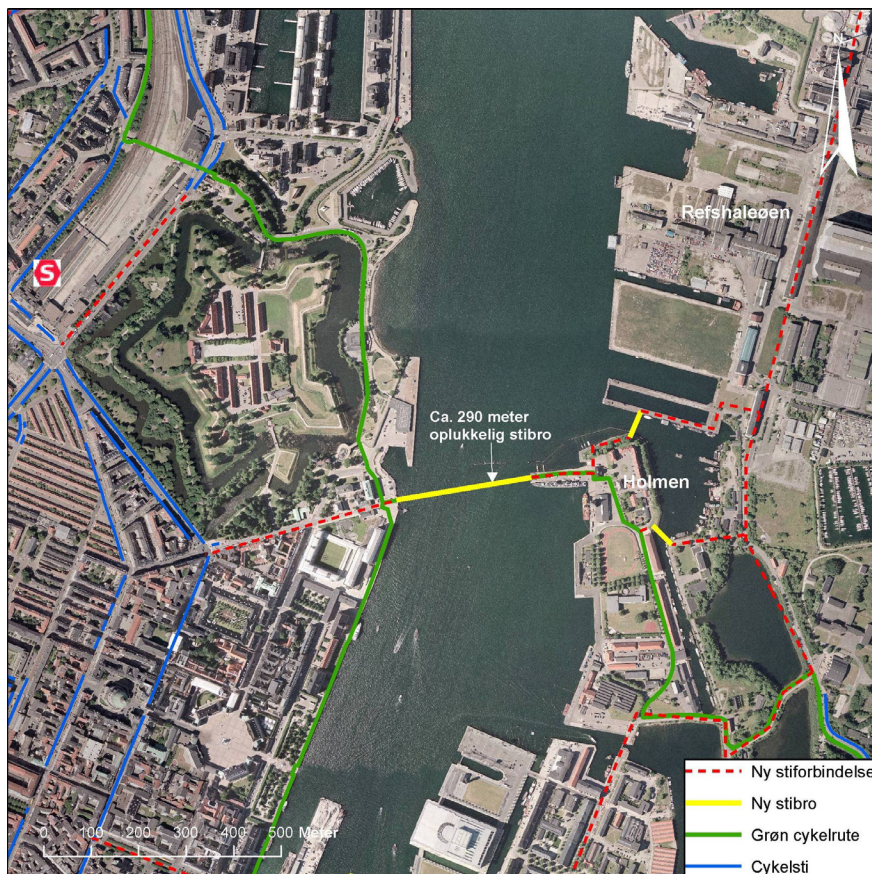 N
Refshaleøen
S
Ca. 290 meter
oplukkelig stibro
Holmen
Ny stiforbindelse
Ny stibro
Grøn cykelrute
Cykelsti
0 100 200 300 400 500 Meter